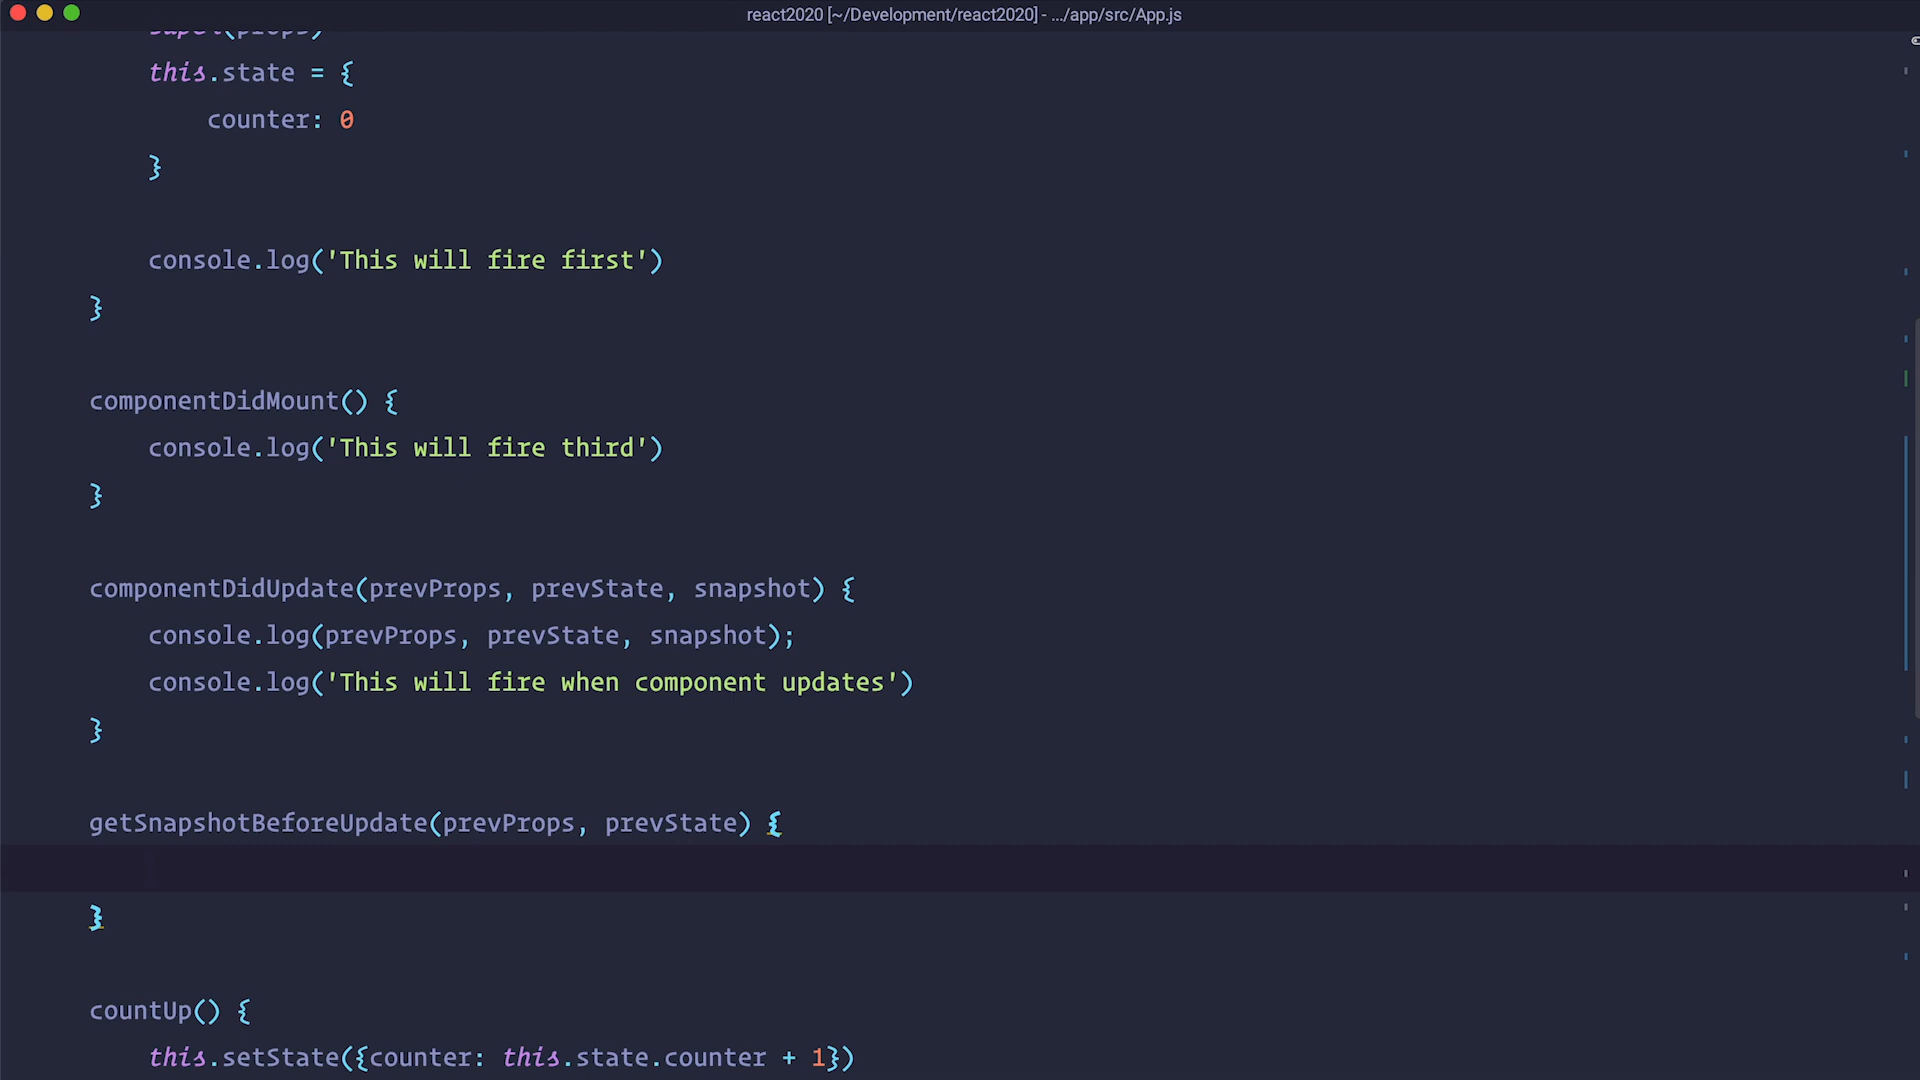 react2020 [~/Development/react2020] - .../app/src/App.js
super(props)
this.state = {
counter: 0
}
console.log('This will fire first')
}
componentDidMount() {
console.log('This will fire third')
}
componentDidUpdate(prevProps, prevState, snapshot) {
console.log(prevProps, prevState, snapshot);
console.log('This will fire when component updates')
}
getSnapshotBeforeUpdate(prevProps, prevState) {
}
countUp() {
this.setState({counter: this.state.counter + 1})